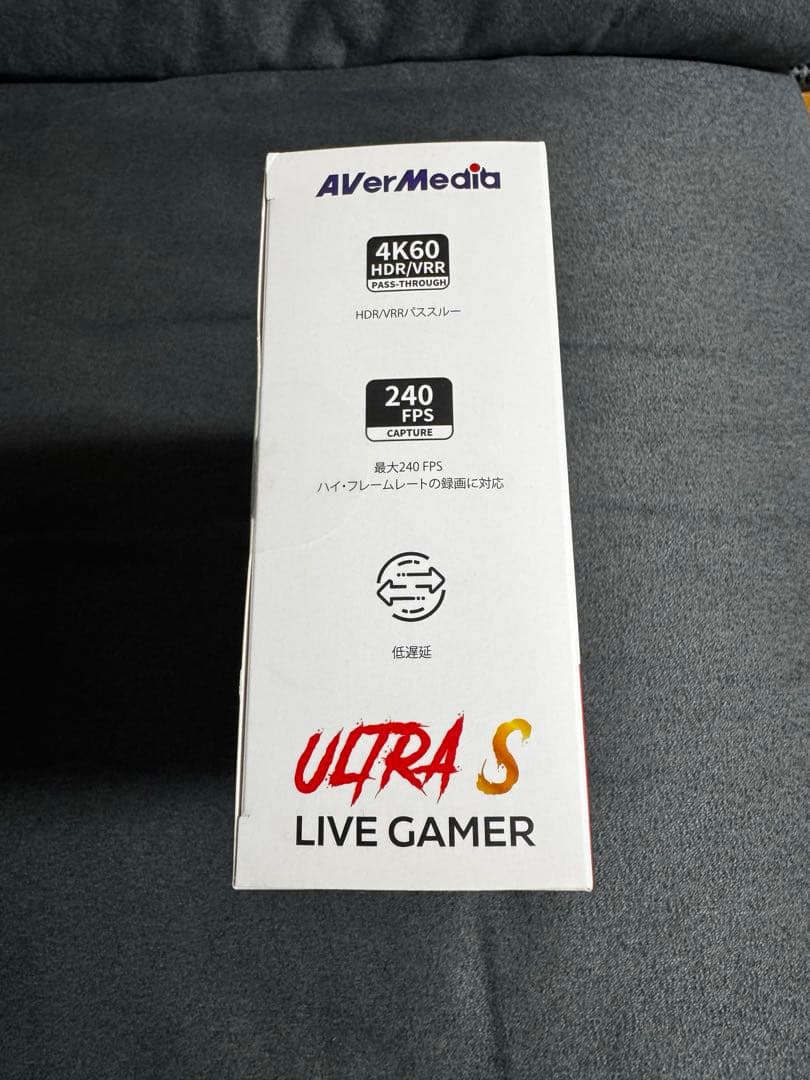 AVerMedia
4K60
HDR/VRR
PASS-THROUGH
HDR/VRRパススルー
240
FPS
CAPTURE
最大240 FPS
ハイ・フレームレートの録画に対応
低遅延
ULTRA S
LIVE GAMER